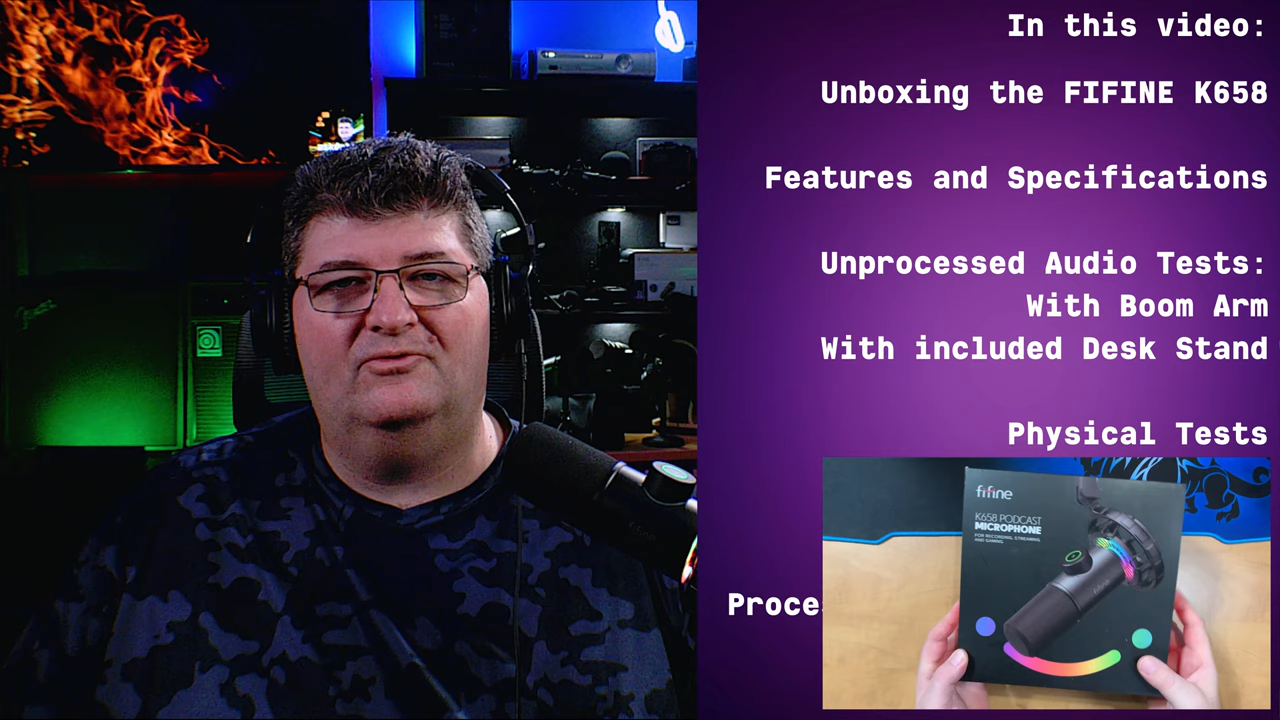 In this video:
Unboxing the FIFINE K658
Features and Specifications
Unprocessed Audio Tests:
With Boom Arm
With included Desk Stand
Physical Tests
fifine
K658 PODCAST
MICROPHONE
FOR RECORDING, STREAMING
AND GAMING